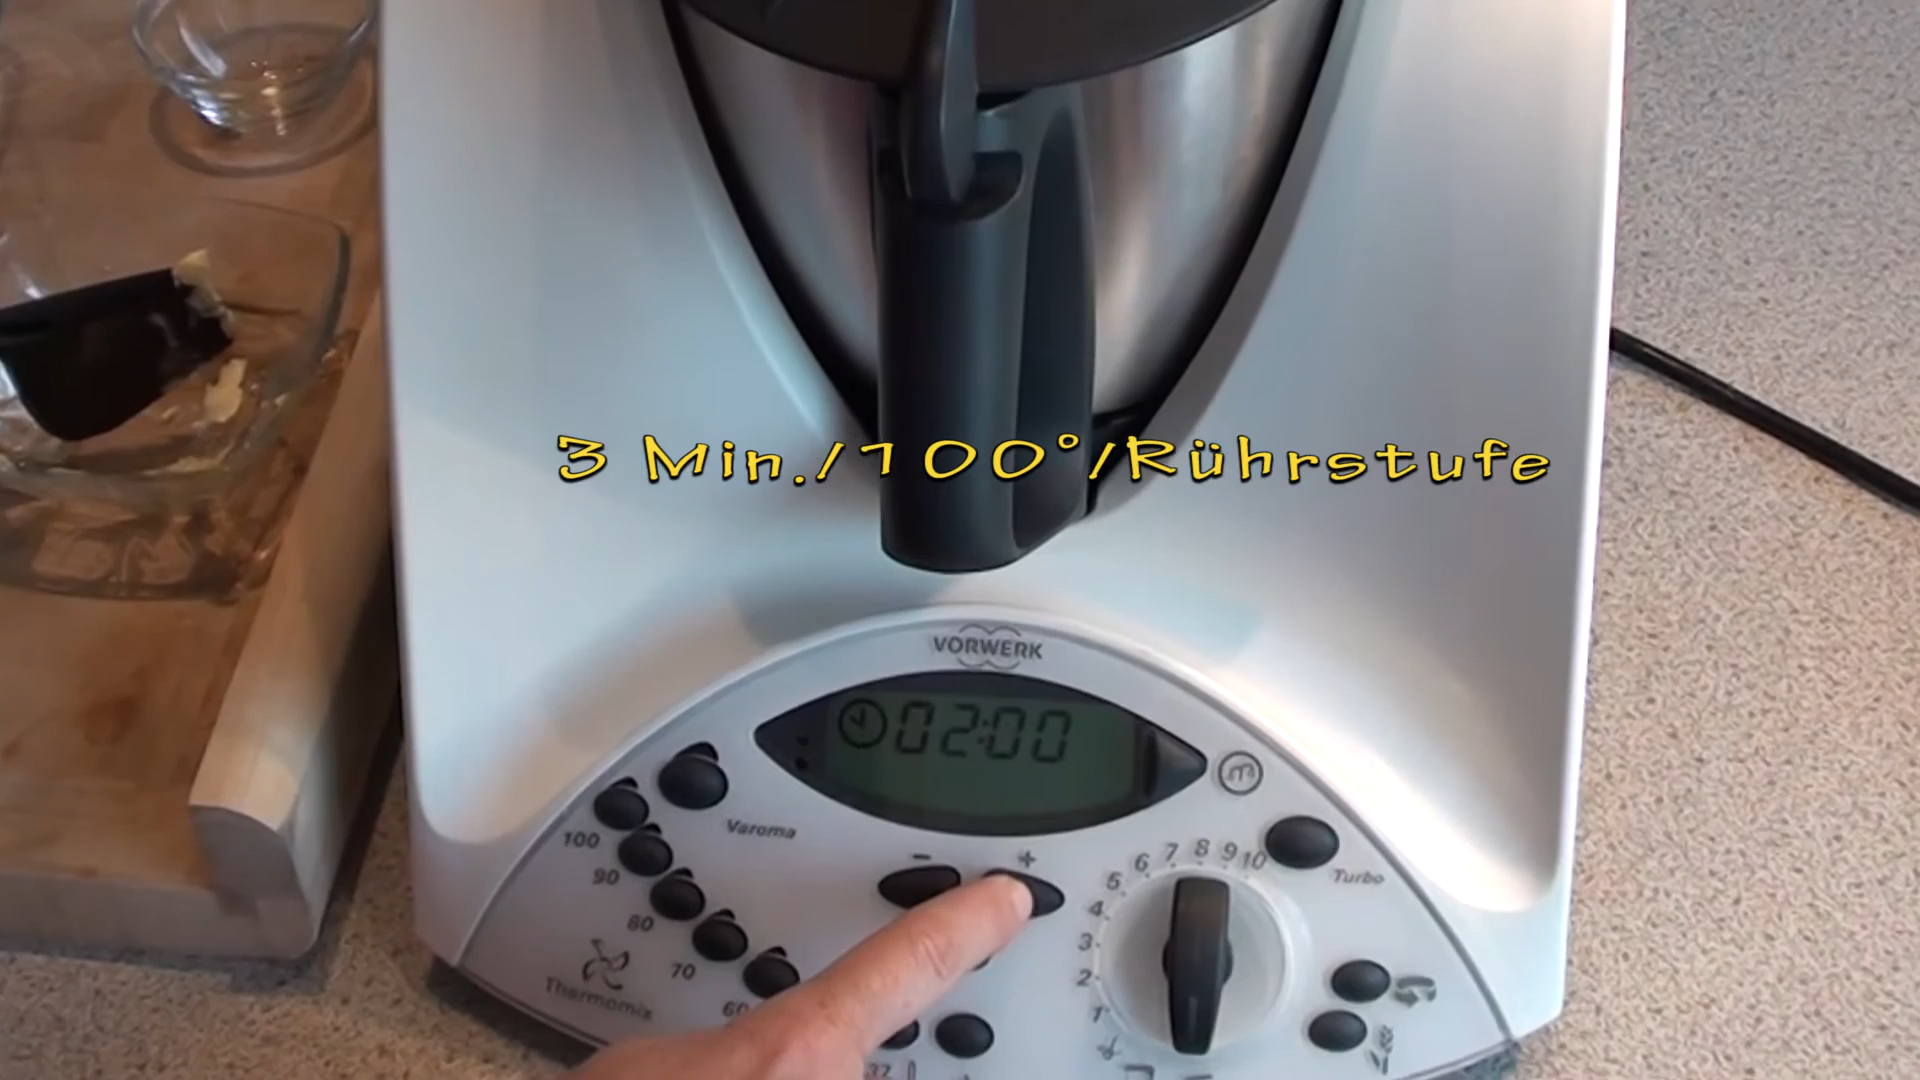 3 Min./100°/Rührstufe
VORWERK
02:00
Varoma
100
90
80
70
60
37
Thermomix
- +
1 2 3 4 5 6 7 8 9 10
Turbo